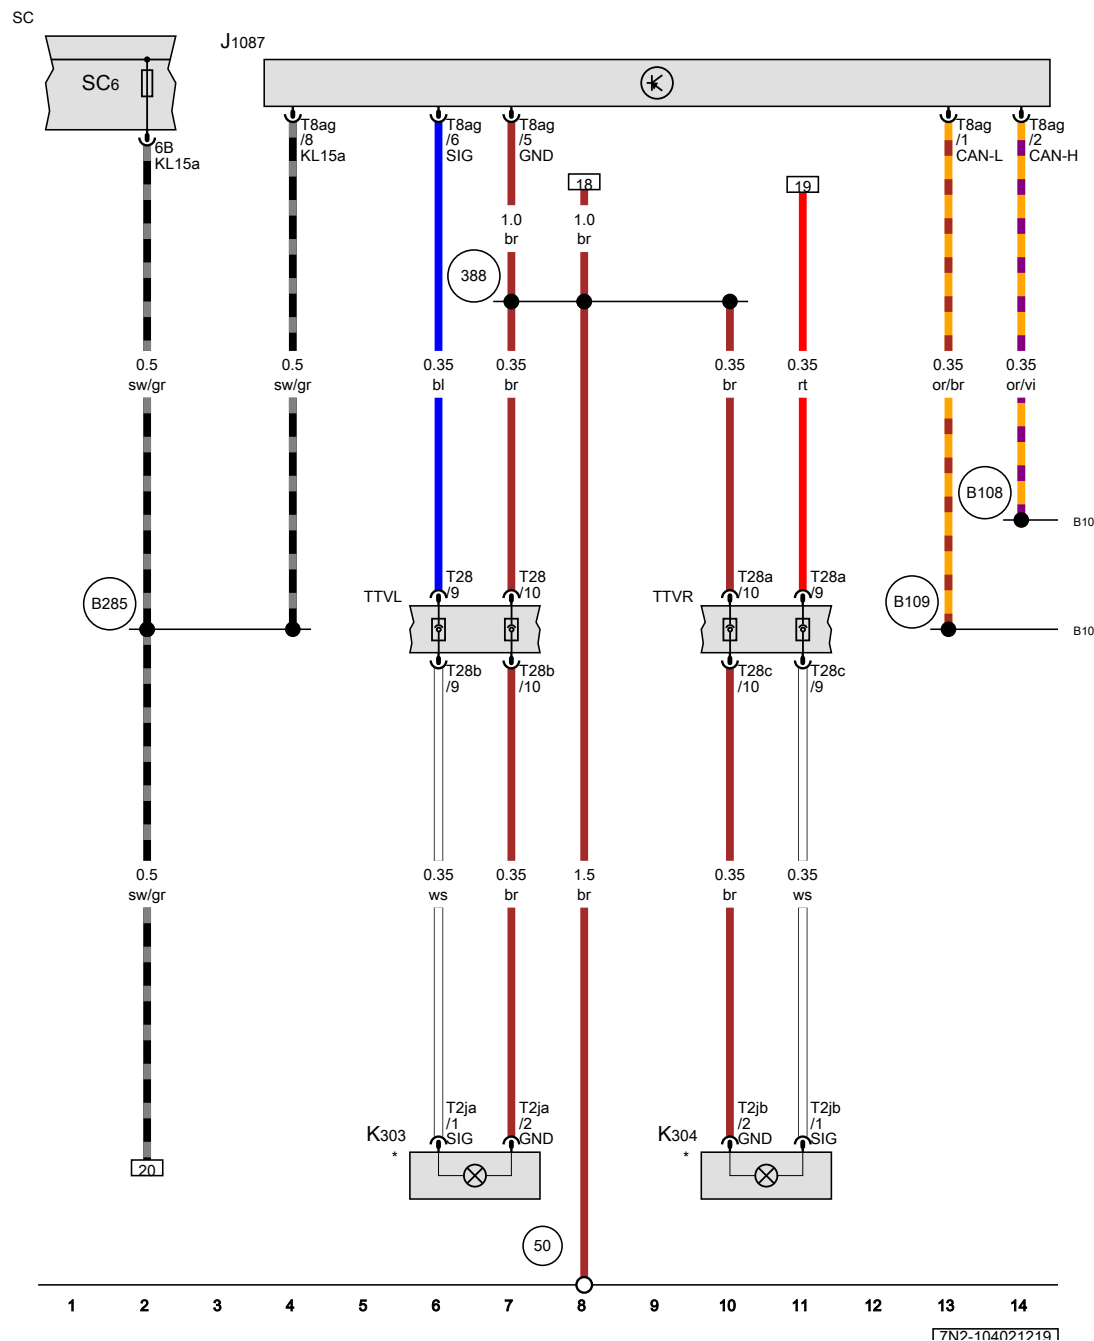 SC
J1087
SC6
6B
KL15a
T8ag
/8
KL15a
T8ag
/6
SIG
T8ag
/5
GND
T8ag
/1
CAN-L
T8ag
/2
CAN-H
18
19
1.0
br
1.0
br
388
0.5
sw/gr
0.5
sw/gr
0.35
bl
0.35
br
0.35
br
0.35
rt
0.35
or/br
0.35
or/vi
B108
B10
B285
TTVL
T28
/9
T28
/10
TTVR
T28a
/10
T28a
/9
B109
B10
T28b
/9
T28b
/10
T28c
/10
T28c
/9
0.5
sw/gr
0.35
ws
0.35
br
1.5
br
0.35
br
0.35
ws
K303
*
T2ja
/1
SIG
T2ja
/2
GND
K304
*
T2jb
/2
GND
T2jb
/1
SIG
20
50
1 2 3 4 5 6 7 8 9 10 11 12 13 14
7N2-104021219